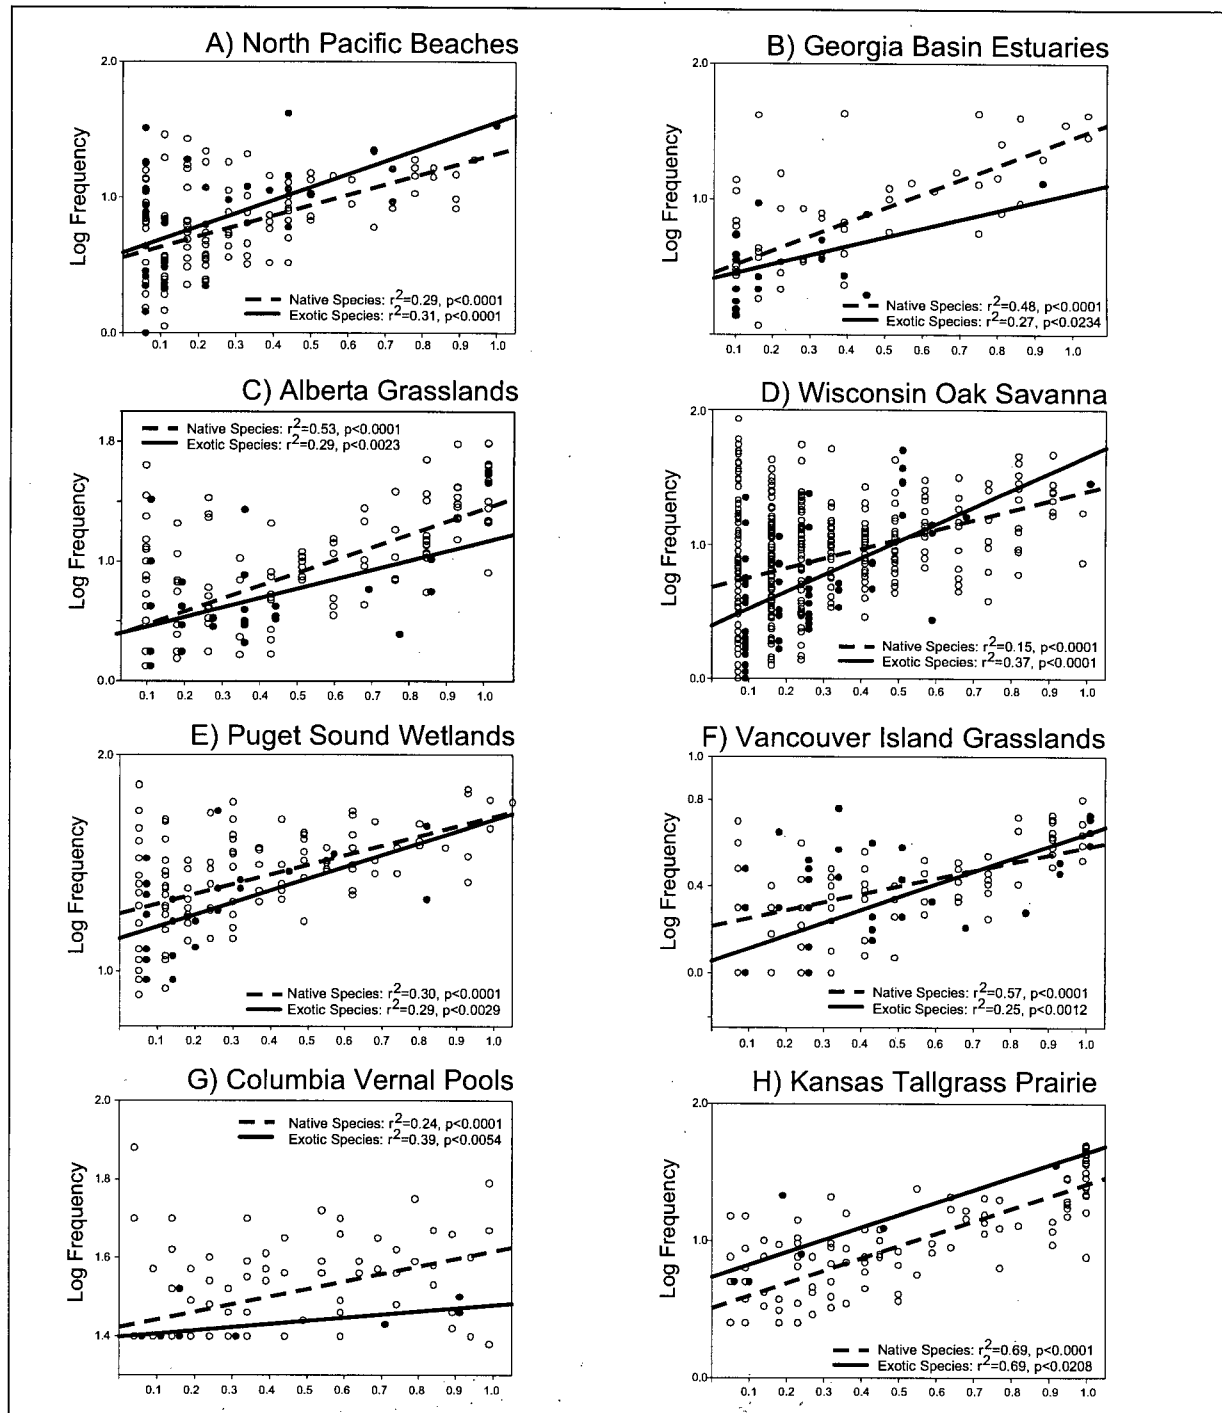 A) North Pacific Beaches
2.0
1.0
0.0
Log Frequency
Native Species: r²=0.29, p<0.0001
Exotic Species: r²=0.31, p<0.0001
0.1 0.2 0.3 0.4 0.5 0.6 0.7 0.8 0.9 1.0
B) Georgia Basin Estuaries
2.0
1.0
0.0
Log Frequency
Native Species: r²=0.48, p<0.0001
Exotic Species: r²=0.27, p<0.0234
0.1 0.2 0.3 0.4 0.5 0.6 0.7 0.8 0.9 1.0
C) Alberta Grasslands
1.8
1.0
0.0
Log Frequency
Native Species: r²=0.53, p<0.0001
Exotic Species: r²=0.29, p<0.0023
0.1 0.2 0.3 0.4 0.5 0.6 0.7 0.8 0.9 1.0
D) Wisconsin Oak Savanna
2.0
1.0
0.0
Log Frequency
Native Species: r²=0.15, p<0.0001
Exotic Species: r²=0.37, p<0.0001
0.1 0.2 0.3 0.4 0.5 0.6 0.7 0.8 0.9 1.0
E) Puget Sound Wetlands
2.0
1.0
Log Frequency
Native Species: r²=0.30, p<0.0001
Exotic Species: r²=0.29, p<0.0029
0.1 0.2 0.3 0.4 0.5 0.6 0.7 0.8 0.9 1.0
F) Vancouver Island Grasslands
1.0
0.8
0.4
0.0
Log Frequency
Native Species: r²=0.57, p<0.0001
Exotic Species: r²=0.25, p<0.0012
0.1 0.2 0.3 0.4 0.5 0.6 0.7 0.8 0.9 1.0
G) Columbia Vernal Pools
2.0
1.8
1.6
1.4
Log Frequency
Native Species: r²=0.24, p<0.0001
Exotic Species: r²=0.39, p<0.0054
0.1 0.2 0.3 0.4 0.5 0.6 0.7 0.8 0.9 1.0
H) Kansas Tallgrass Prairie
2.0
1.0
0.0
Log Frequency
Native Species: r²=0.69, p<0.0001
Exotic Species: r²=0.69, p<0.0208
0.1 0.2 0.3 0.4 0.5 0.6 0.7 0.8 0.9 1.0